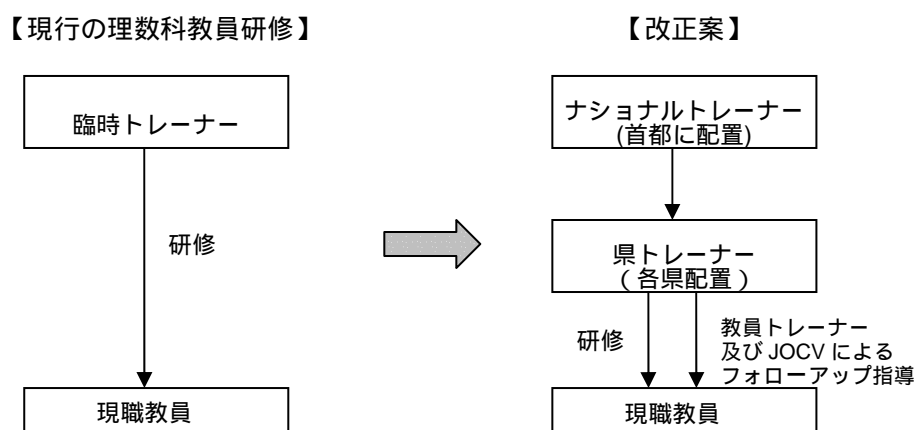 【現行の理数科教員研修】
【改正案】
臨時トレーナー
研修
現職教員
ナショナルトレーナー
(首都に配置)
県トレーナー
（各県配置）
研修
教員トレーナー
及び JOCV による
フォローアップ指導
現職教員